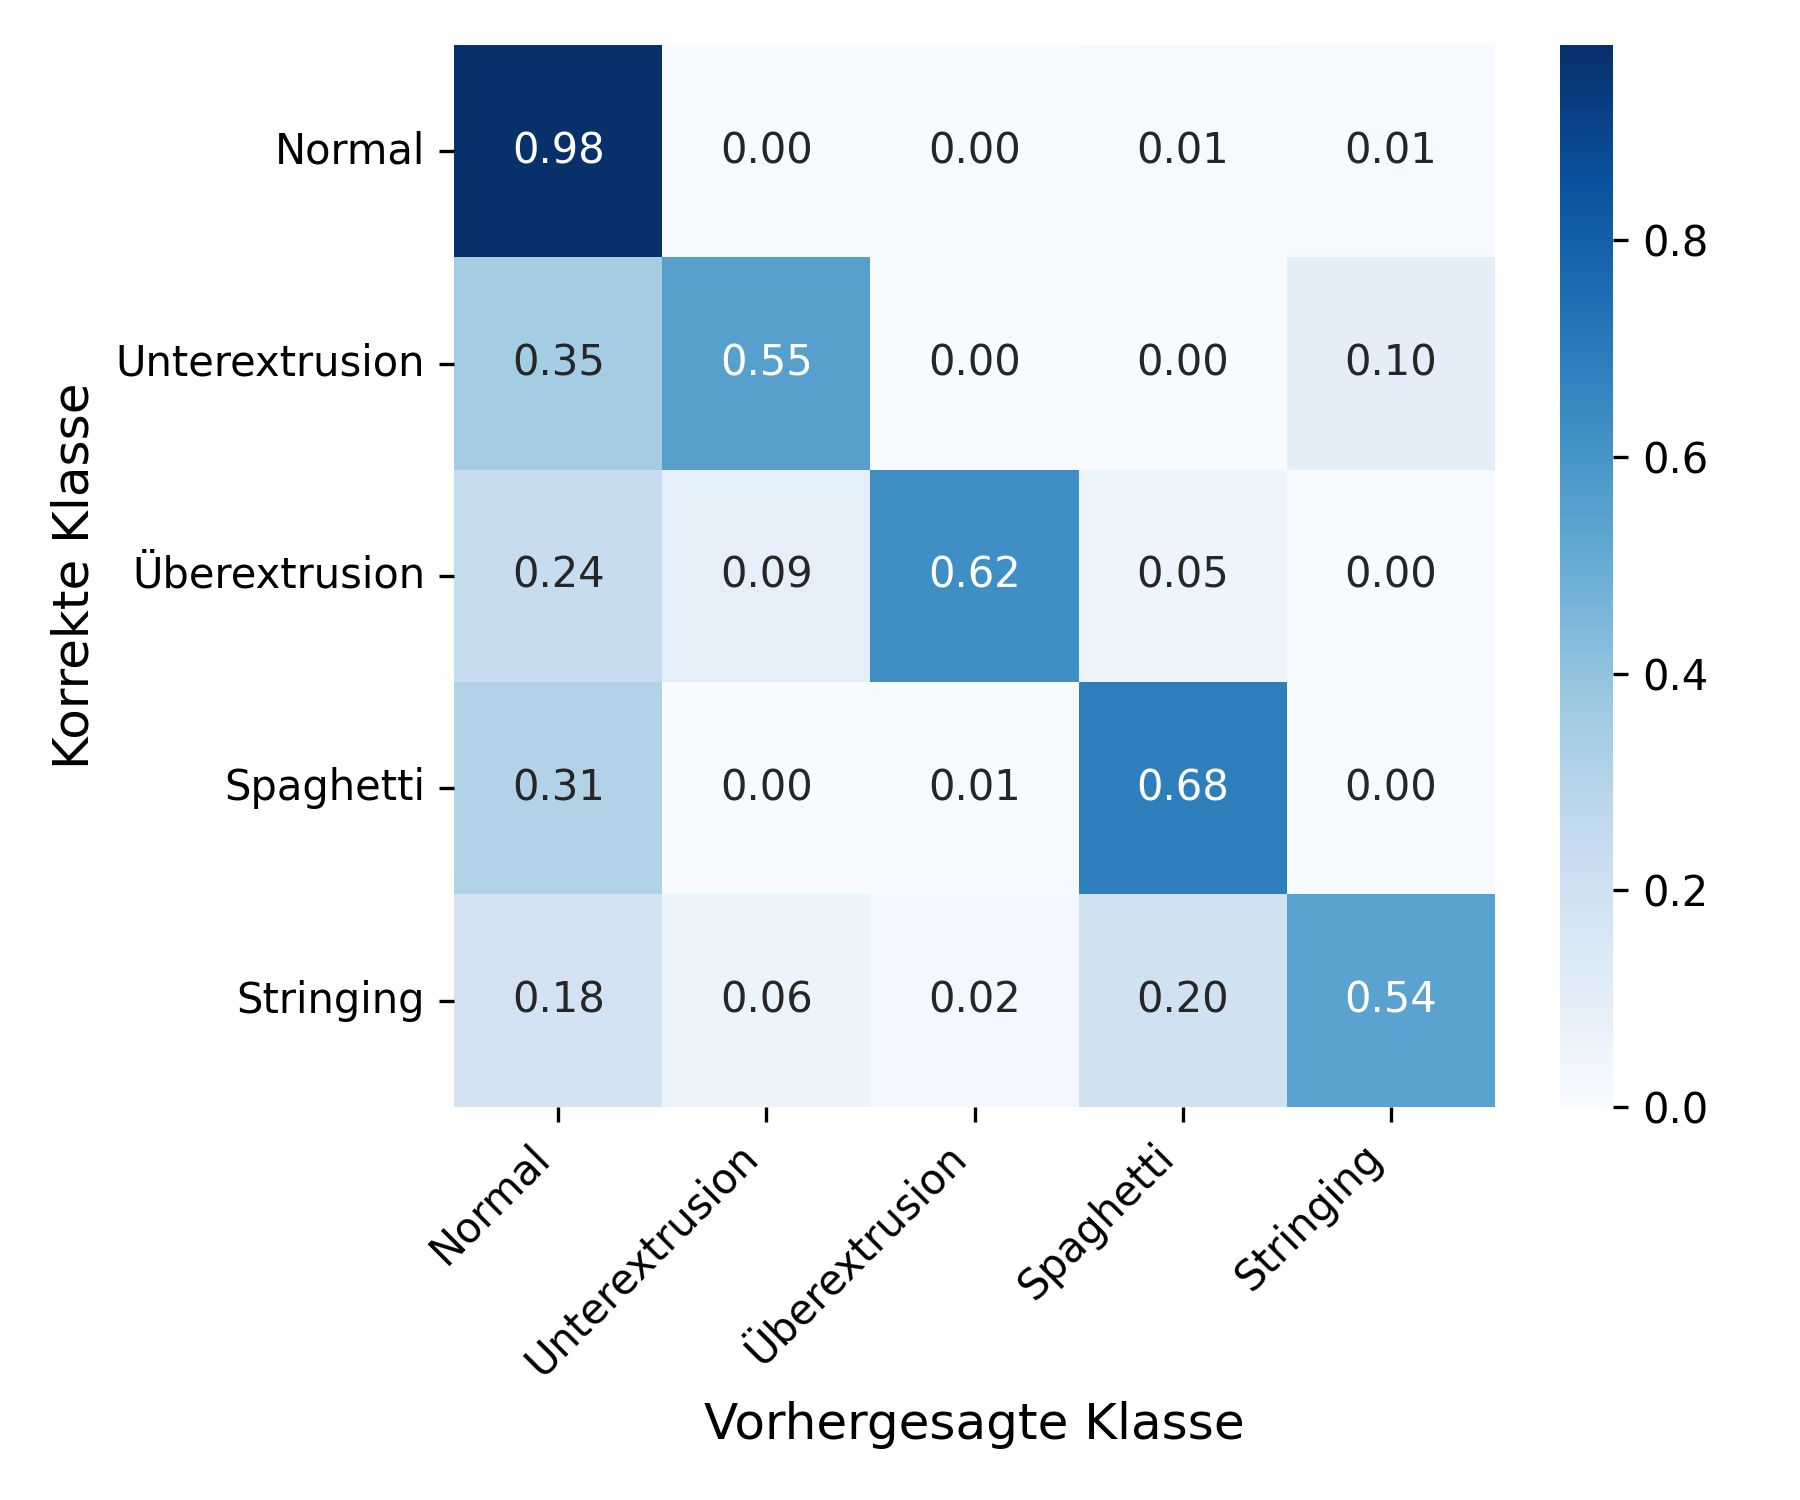 Korrekte Klasse
Normal 0.98 0.00 0.00 0.01 0.01
Unterextrusion 0.35 0.55 0.00 0.00 0.10
Überextrusion 0.24 0.09 0.62 0.05 0.00
Spaghetti 0.31 0.00 0.01 0.68 0.00
Stringing 0.18 0.06 0.02 0.20 0.54
Normal Unterextrusion Überextrusion Spaghetti Stringing
Vorhergesagte Klasse
0.8
0.6
0.4
0.2
0.0